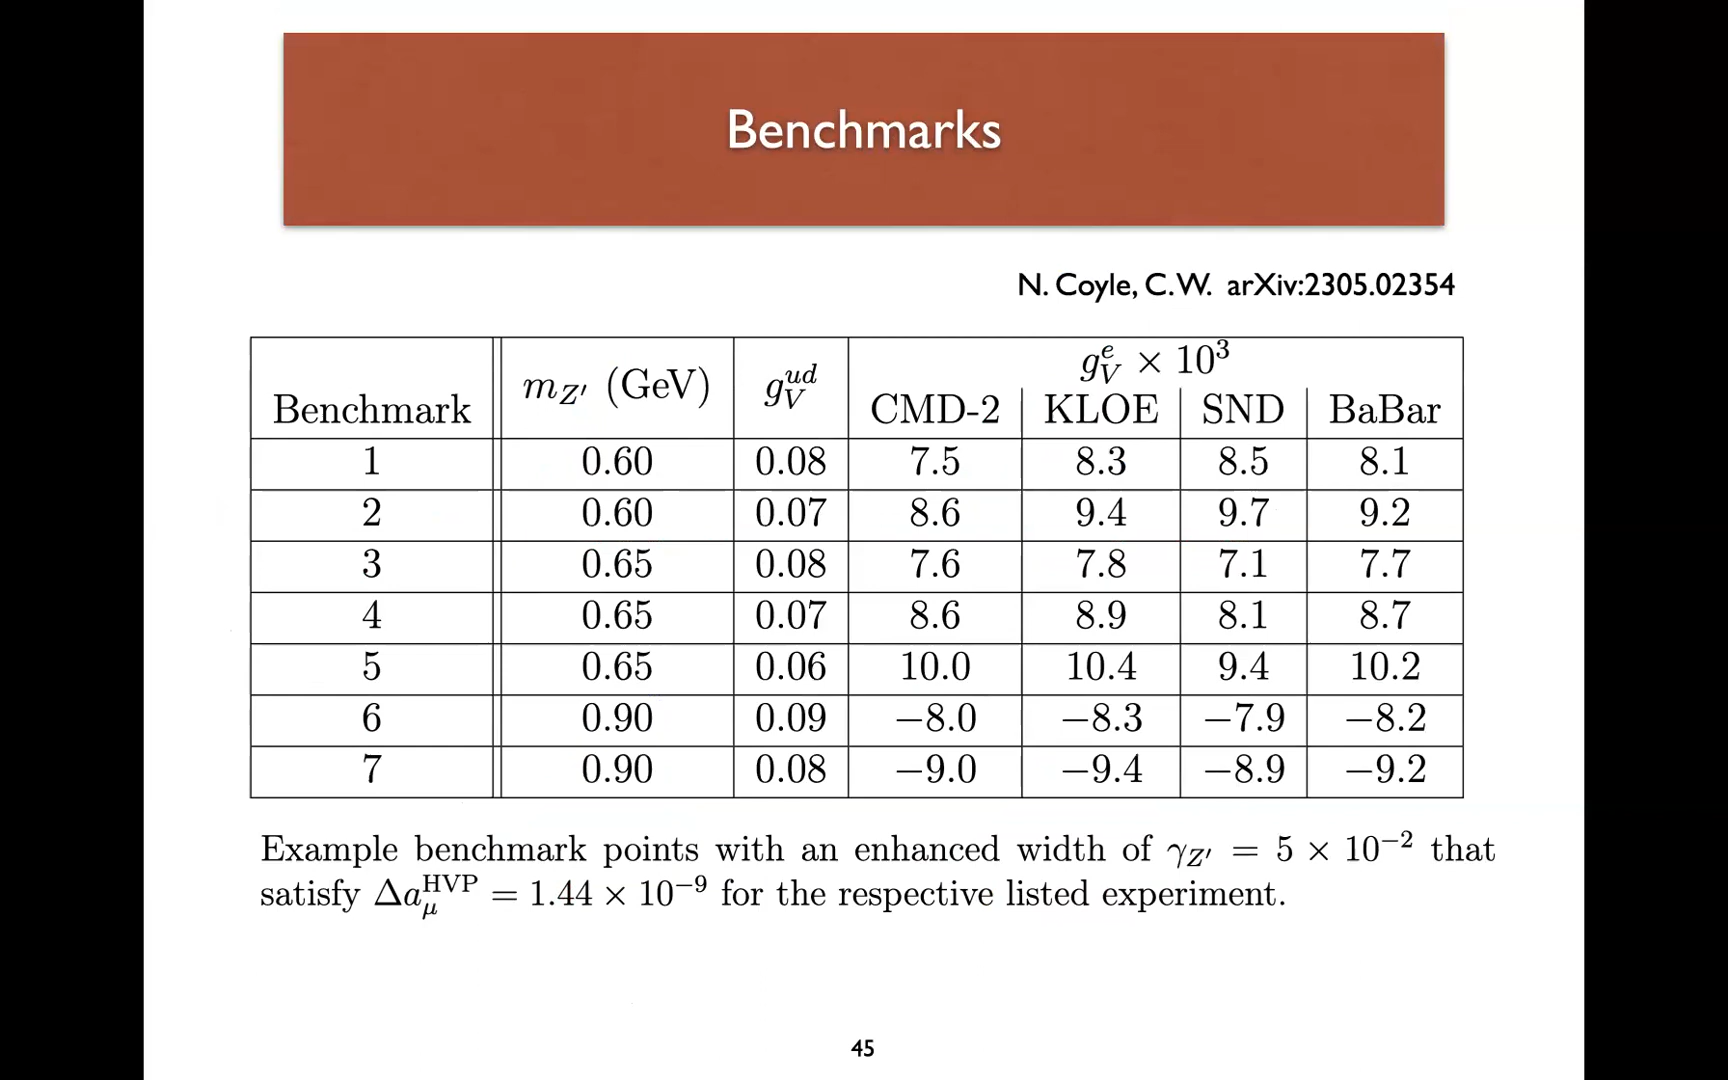 Benchmarks
N. Coyle, C.W. arXiv:2305.02354
Benchmark m_{Z′} (GeV) g_V^{ud} g_V^e × 10³
CMD-2 KLOE SND BaBar
1 0.60 0.08 7.5 8.3 8.5 8.1
2 0.60 0.07 8.6 9.4 9.7 9.2
3 0.65 0.08 7.6 7.8 7.1 7.7
4 0.65 0.07 8.6 8.9 8.1 8.7
5 0.65 0.06 10.0 10.4 9.4 10.2
6 0.90 0.09 −8.0 −8.3 −7.9 −8.2
7 0.90 0.08 −9.0 −9.4 −8.9 −9.2
Example benchmark points with an enhanced width of γ_{Z′} = 5 × 10⁻² that
satisfy Δa_μ^{HVP} = 1.44 × 10⁻⁹ for the respective listed experiment.
45